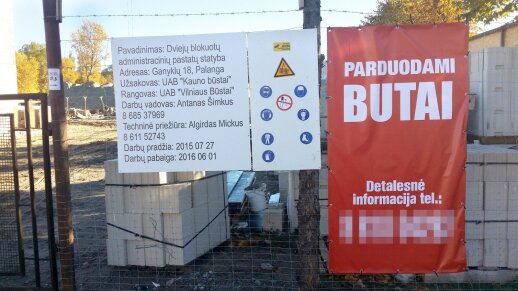 Pavadinimas: Dviejų blokuotų
administracinių pastatų statyba
Adresas: Ganyklų 18, Palanga
Užsakovas: UAB "Kauno būstai"
Rangovas: UAB "Vilniaus Būstai"
Darbų vadovas: Antanas Šimkus
8 685 37969
Techninė priežiūra: Algirdas Mickus
8 611 52743
Darbų pradžia: 2015 07 27
Darbų pabaiga: 2016 06 01
PARDUODAMI
BUTAI
Detalesnė
informacija tel.: